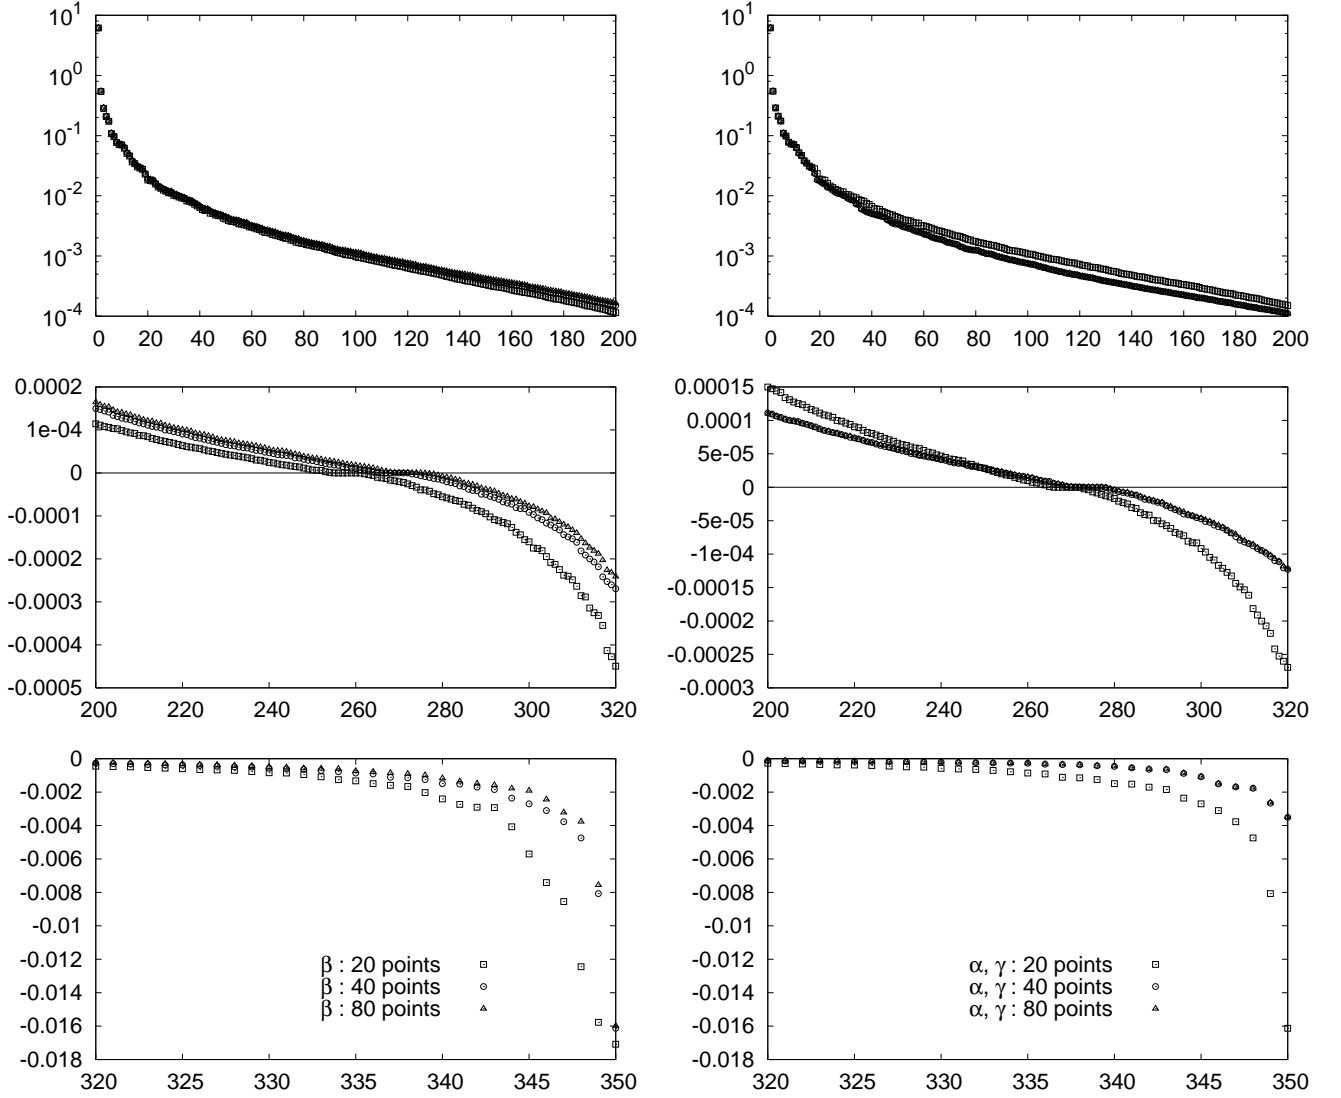 10^1
10^0
10^-1
10^-2
10^-3
10^-4
0 20 40 60 80 100 120 140 160 180 200
10^1
10^0
10^-1
10^-2
10^-3
10^-4
0 20 40 60 80 100 120 140 160 180 200
0.0002
1e-04
0
-0.0001
-0.0002
-0.0003
-0.0004
-0.0005
200 220 240 260 280 300 320
0.00015
0.0001
5e-05
0
-5e-05
-1e-04
-0.00015
-0.0002
-0.00025
-0.0003
200 220 240 260 280 300 320
0
-0.002
-0.004
-0.006
-0.008
-0.01
-0.012
-0.014
-0.016
-0.018
320 325 330 335 340 345 350
β : 20 points
β : 40 points
β : 80 points
0
-0.002
-0.004
-0.006
-0.008
-0.01
-0.012
-0.014
-0.016
-0.018
320 325 330 335 340 345 350
α, γ : 20 points
α, γ : 40 points
α, γ : 80 points